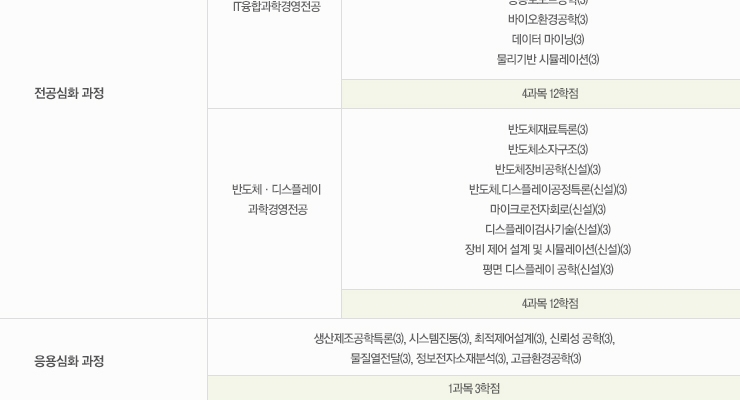 IT융합과학경영전공
바이오환경공학(3)
데이터 마이닝(3)
물리기반 시뮬레이션(3)
4과목 12학점
전공심화 과정
반도체 · 디스플레이
과학경영전공
반도체재료특론(3)
반도체소자구조(3)
반도체장비공학(신설)(3)
반도체.디스플레이공정특론(신설)(3)
마이크로전자회로(신설)(3)
디스플레이검사기술(신설)(3)
장비 제어 설계 및 시뮬레이션(신설)(3)
평면 디스플레이 공학(신설)(3)
4과목 12학점
응용심화 과정
생산제조공학특론(3), 시스템진동(3), 최적제어설계(3), 신뢰성 공학(3),
물질열전달(3), 정보전자소재분석(3), 고급환경공학(3)
1과목 3학점